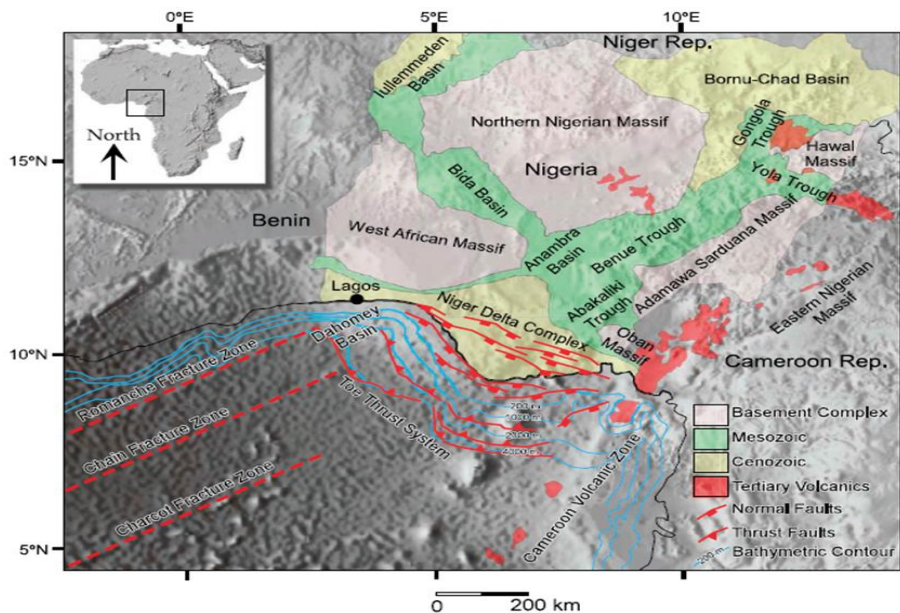 0°E
5°E
10°E
Niger Rep.
Iullemmeden
Basin
Bornu-Chad Basin
North
Northern Nigerian Massif
Gongola
Trough
Hawal
Massif
15°N
Nigeria
Yola Trough
Bida Basin
Benin
West African Massif
Anambra
Basin
Benue Trough
Adamawa Sarduana Massif
Eastern Nigerian
Massif
Lagos
Abakaliki
Trough
Niger Delta Complex
Dahomey
Basin
Oban
Massif
10°N
Cameroon Rep.
Romanche Fracture Zone
Toe Thrust System
Chain Fracture Zone
Charcot Fracture Zone
200 m
4000 m
Cameroon Volcanic Zone
Basement Complex
Mesozoic
Cenozoic
Tertiary Volcanics
Normal Faults
Thrust Faults
200 m
Bathymetric Contour
5°N
0
200 km